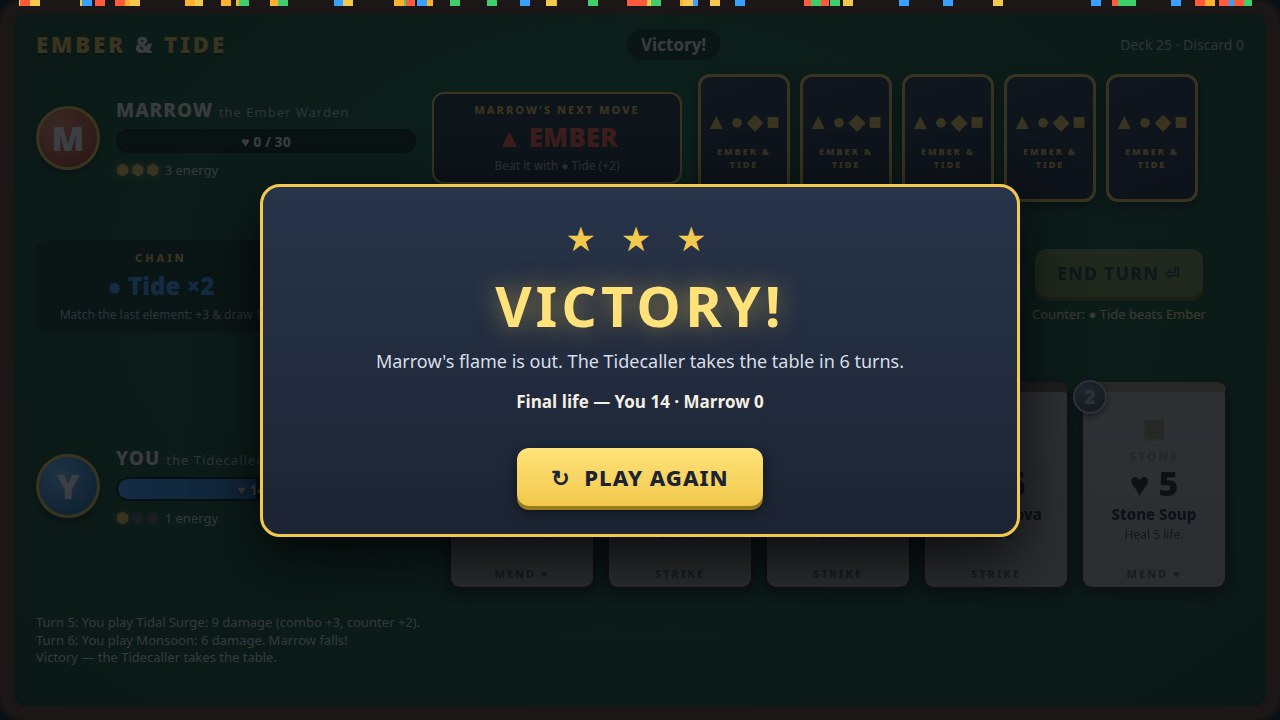 EMBER & TIDE
Victory!
Deck 25 · Discard 0
MARROW the Ember Warden
♥ 0 / 30
3 energy
MARROW'S NEXT MOVE
▲ EMBER
Beat it with ● Tide (+2)
▲ ● ◆ ■
EMBER &
TIDE
▲ ● ◆ ■
EMBER &
TIDE
▲ ● ◆ ■
EMBER &
TIDE
▲ ● ◆ ■
EMBER &
TIDE
▲ ● ◆ ■
EMBER &
TIDE
M
CHAIN
● Tide ×2
Match the last element: +3 & draw
END TURN ⏎
Counter: ● Tide beats Ember
★ ★ ★
VICTORY!
Marrow's flame is out. The Tidecaller takes the table in 6 turns.
Final life — You 14 · Marrow 0
↻ PLAY AGAIN
Y
YOU the Tidecaller
1 energy
MEND ♥
STRIKE
STRIKE
STRIKE
2
STONE
♥ 5
Stone Soup
Heal 5 life.
MEND ♥
Turn 5: You play Tidal Surge: 9 damage (combo +3, counter +2).
Turn 6: You play Monsoon: 6 damage. Marrow falls!
Victory — the Tidecaller takes the table.